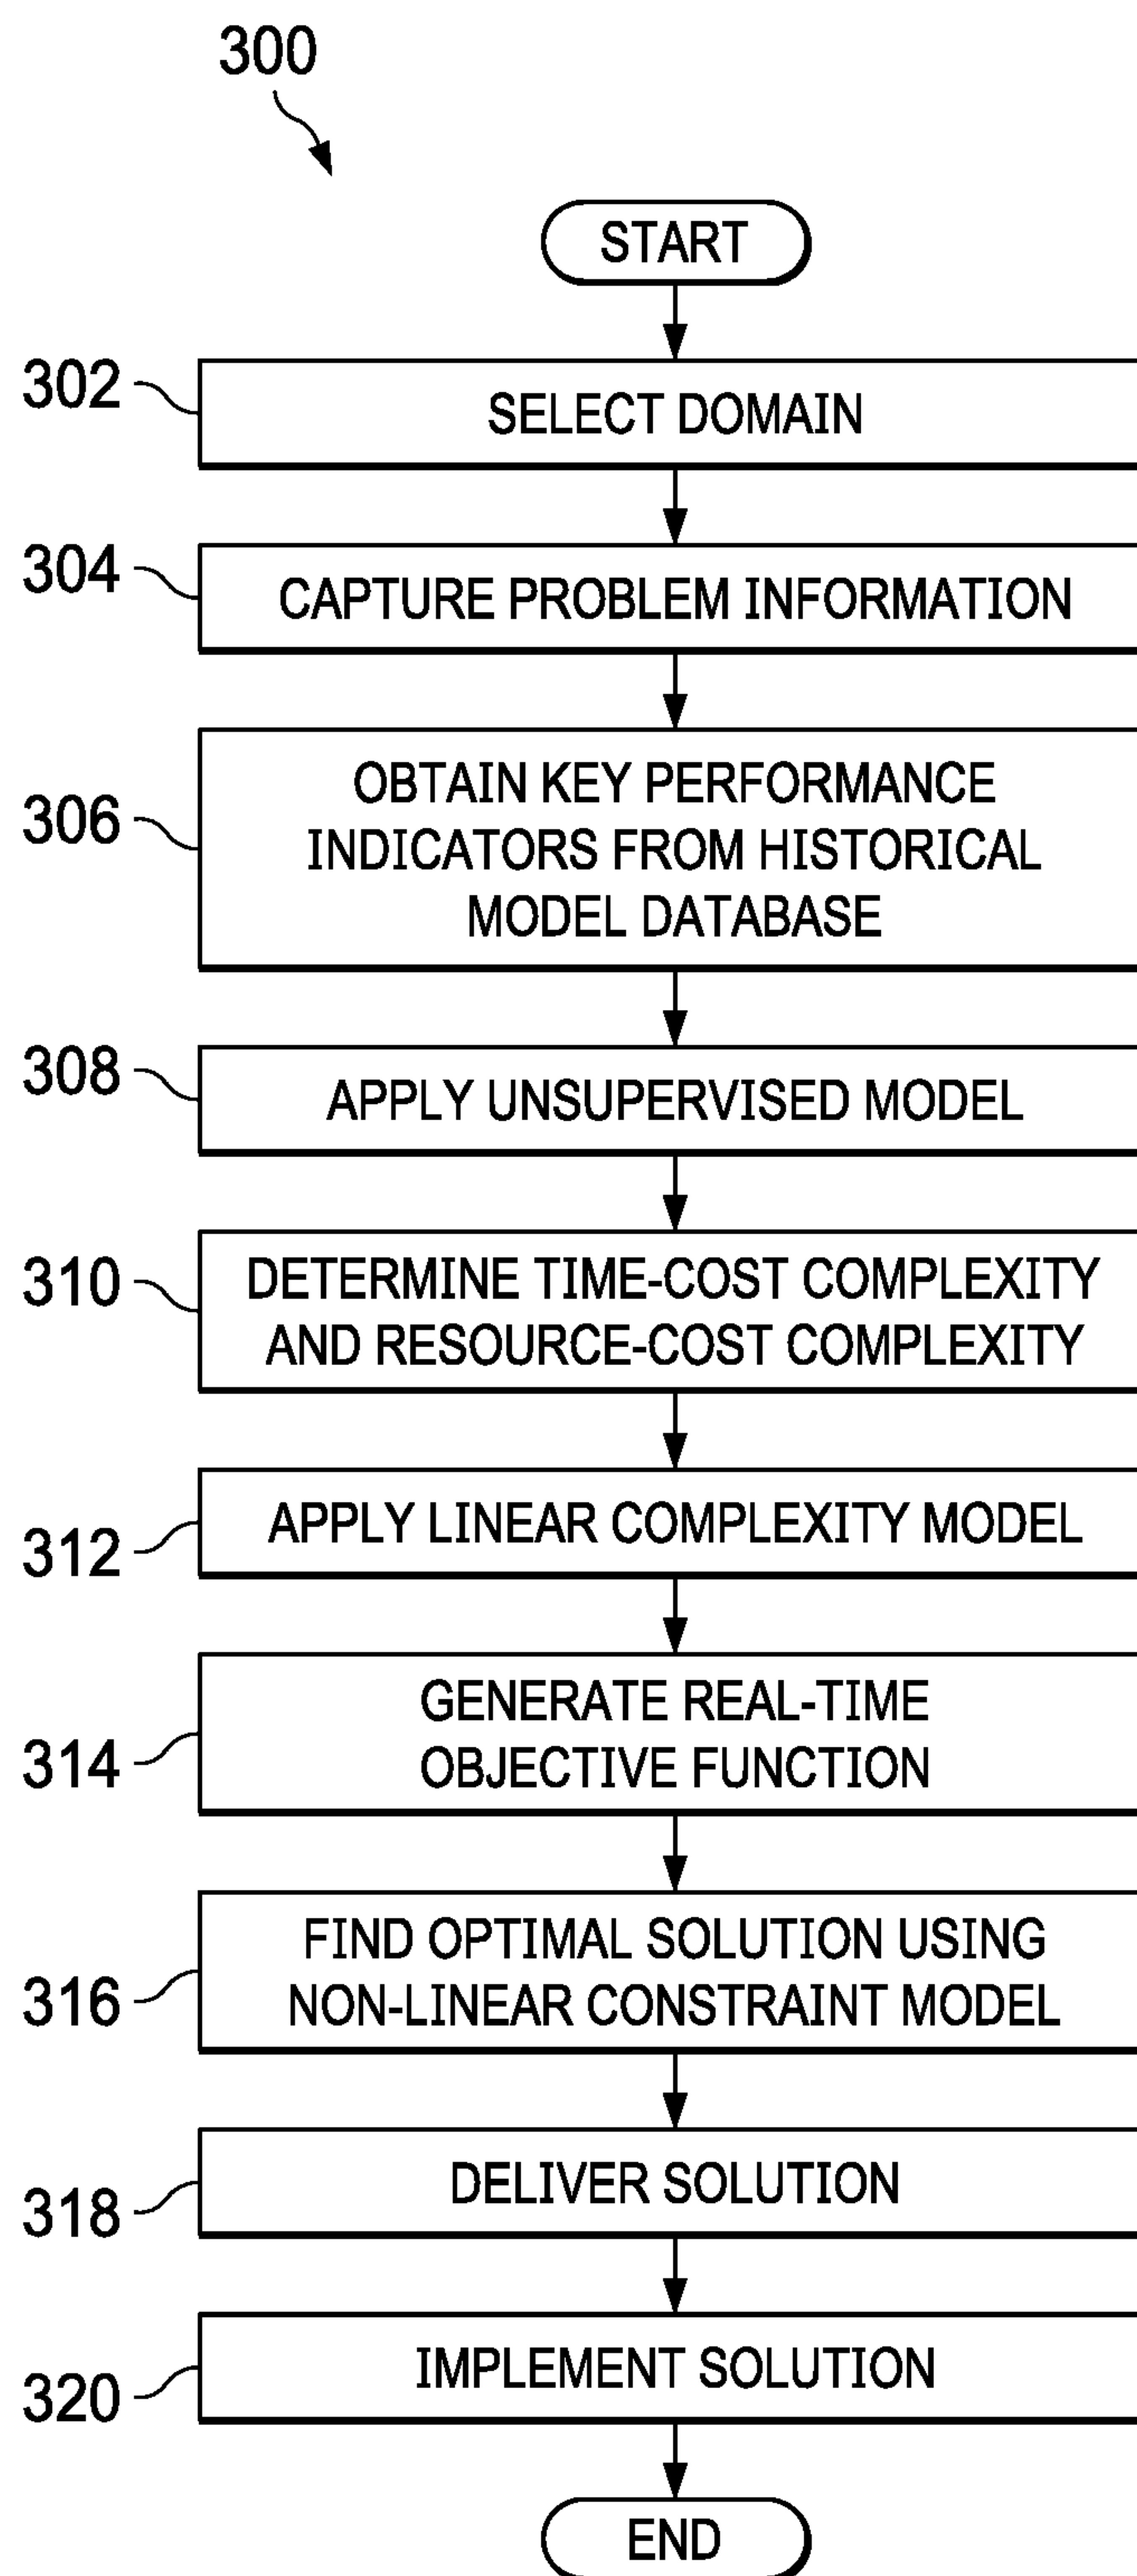 300
START
302
SELECT DOMAIN
304
CAPTURE PROBLEM INFORMATION
306
OBTAIN KEY PERFORMANCE
INDICATORS FROM HISTORICAL
MODEL DATABASE
308
APPLY UNSUPERVISED MODEL
310
DETERMINE TIME-COST COMPLEXITY
AND RESOURCE-COST COMPLEXITY
312
APPLY LINEAR COMPLEXITY MODEL
314
GENERATE REAL-TIME
OBJECTIVE FUNCTION
316
FIND OPTIMAL SOLUTION USING
NON-LINEAR CONSTRAINT MODEL
318
DELIVER SOLUTION
320
IMPLEMENT SOLUTION
END